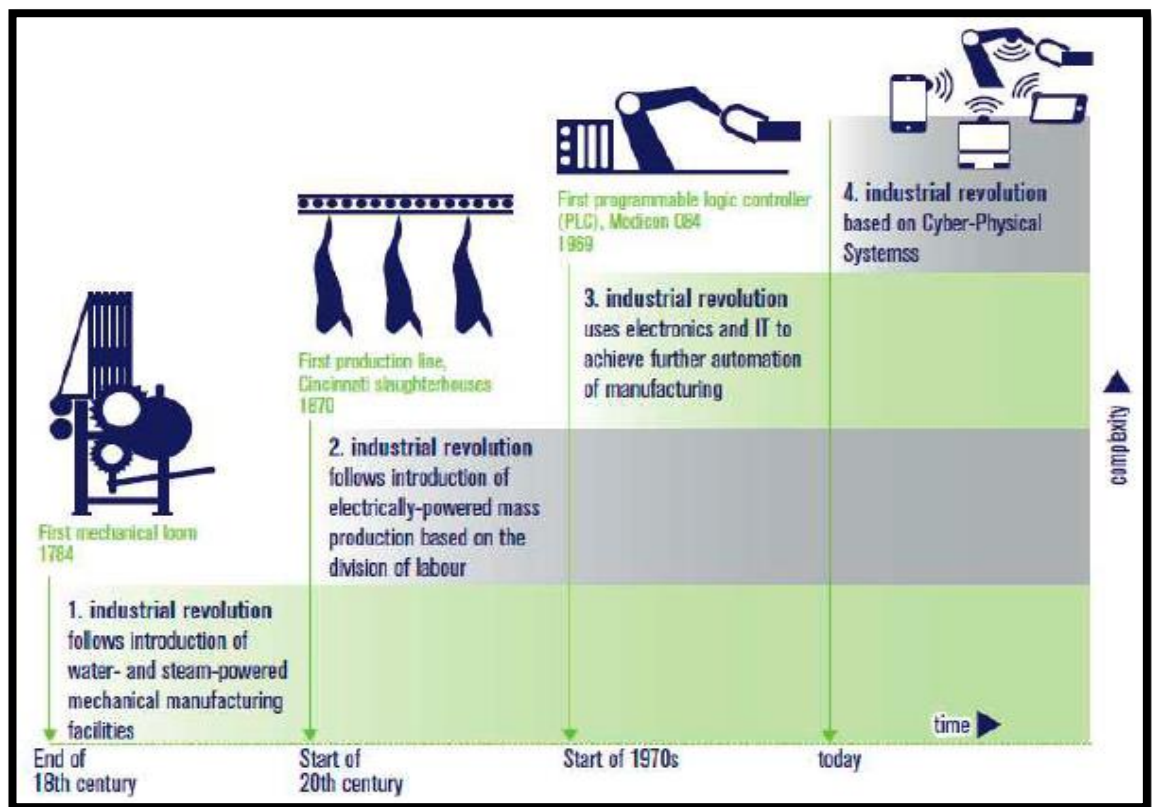 4. industrial revolution
based on Cyber-Physical
Systemss
First programmable logic controller
(PLC), Modicon 084
1969
3. industrial revolution
uses electronics and IT to
achieve further automation
of manufacturing
First production line,
Cincinnati slaughterhouses
1870
2. industrial revolution
follows introduction of
electrically-powered mass
production based on the
division of labour
First mechanical loom
1784
1. industrial revolution
follows introduction of
water- and steam-powered
mechanical manufacturing
facilities
complexity
time
End of
18th century
Start of
20th century
Start of 1970s
today